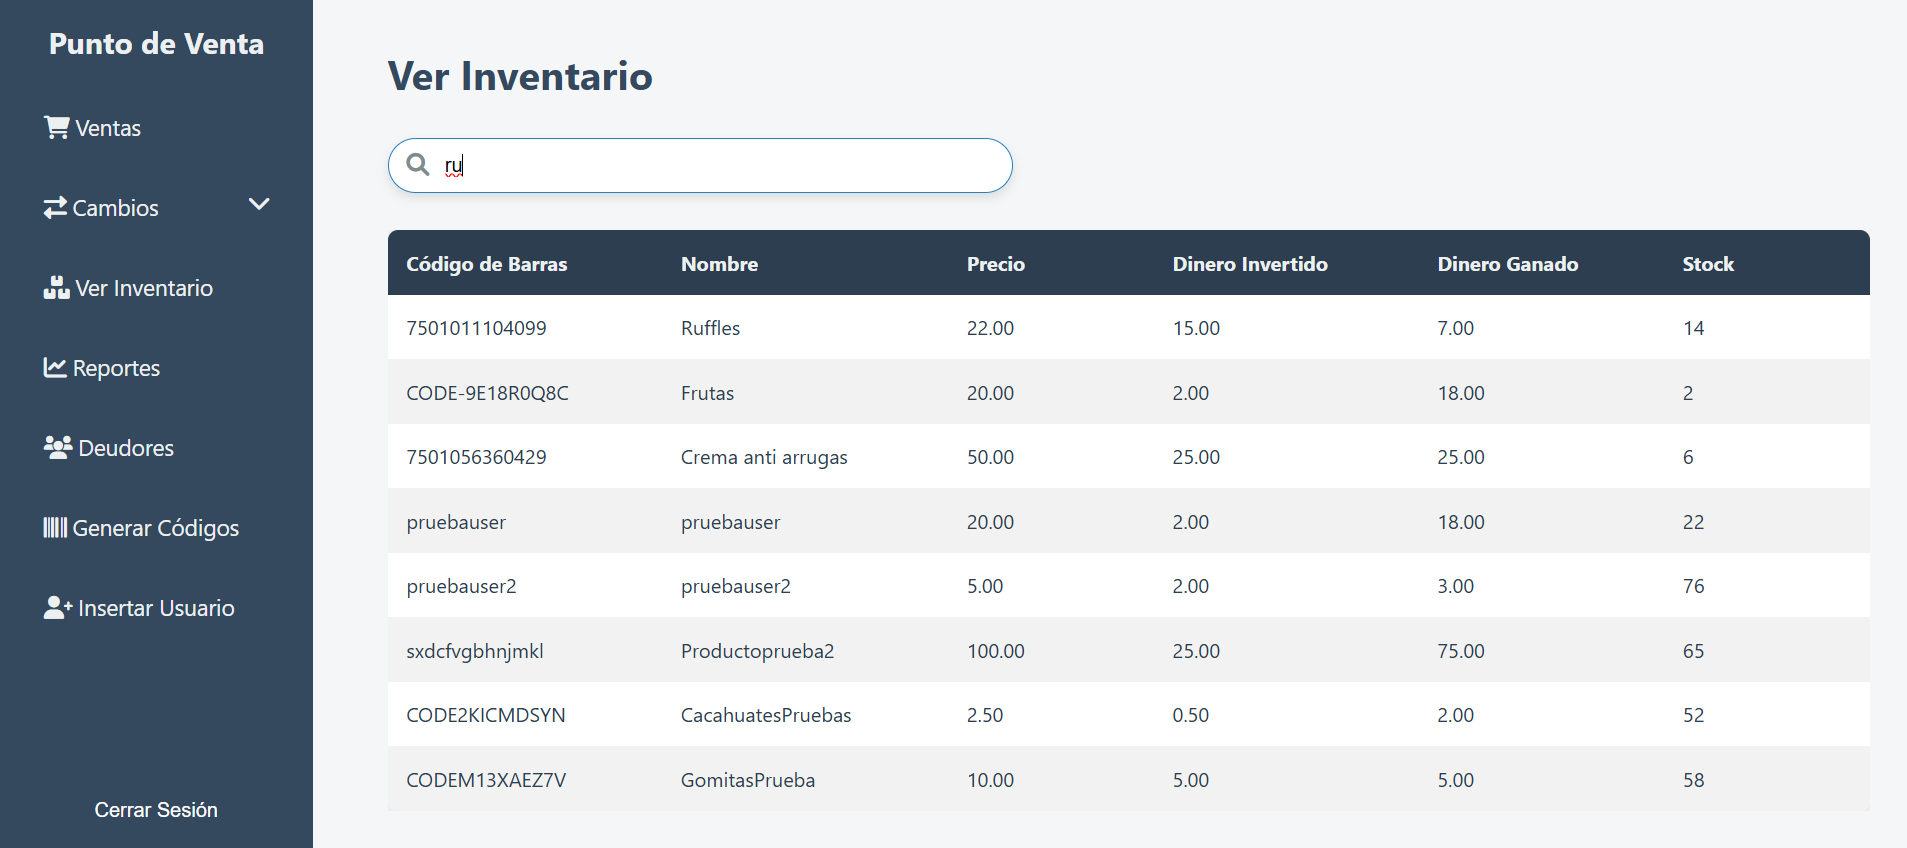 Punto de Venta
Ventas
Cambios
Ver Inventario
Reportes
Deudores
Generar Códigos
Insertar Usuario
Cerrar Sesión
Ver Inventario
ru
Código de Barras Nombre Precio Dinero Invertido Dinero Ganado Stock
7501011104099 Ruffles 22.00 15.00 7.00 14
CODE-9E18R0Q8C Frutas 20.00 2.00 18.00 2
7501056360429 Crema anti arrugas 50.00 25.00 25.00 6
pruebauser pruebauser 20.00 2.00 18.00 22
pruebauser2 pruebauser2 5.00 2.00 3.00 76
sxdcfvgbhnjmkl Productoprueba2 100.00 25.00 75.00 65
CODE2KICMDSYN CacahuatesPruebas 2.50 0.50 2.00 52
CODEM13XAEZ7V GomitasPrueba 10.00 5.00 5.00 58